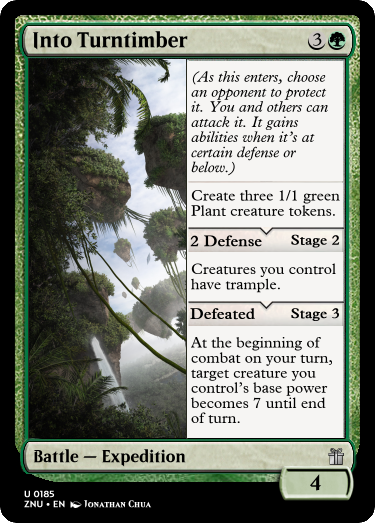 Into Turntimber 3
(As this enters, choose
an opponent to protect
it. You and others can
attack it. It gains
abilities when it's at
certain defense or
below.)
Create three 1/1 green
Plant creature tokens.
2 Defense Stage 2
Creatures you control
have trample.
Defeated Stage 3
At the beginning of
combat on your turn,
target creature you
control's base power
becomes 7 until end
of turn.
Battle — Expedition
4
U 0185
ZNU • EN Jonathan Chua